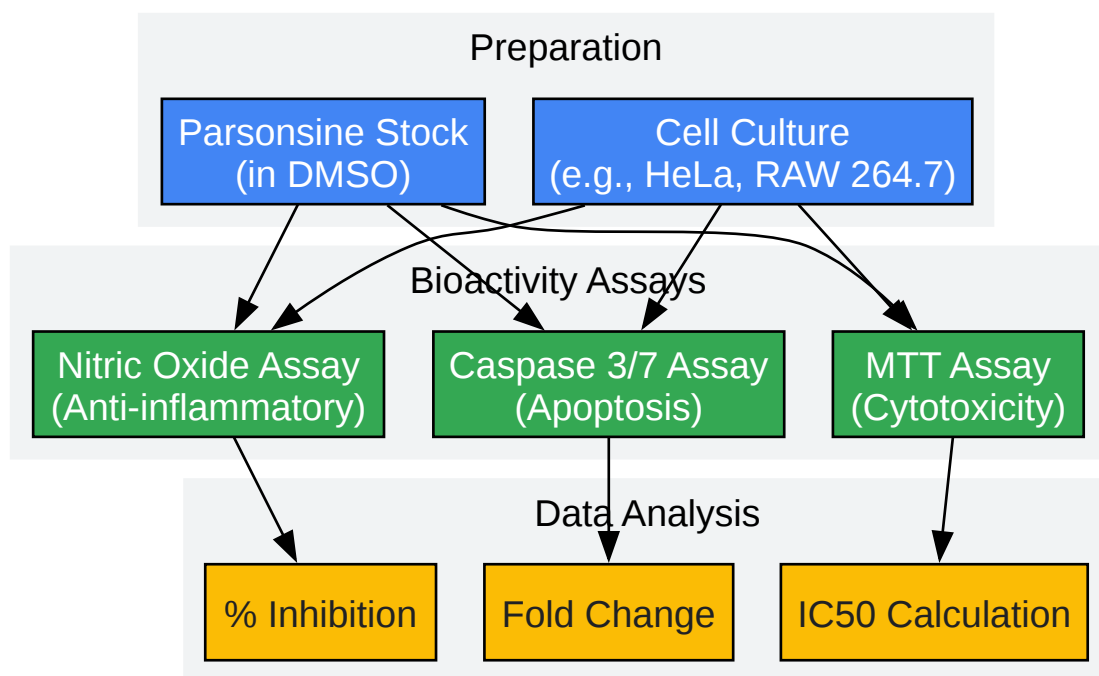 Preparation
Parsonsine Stock
(in DMSO)
Cell Culture
(e.g., HeLa, RAW 264.7)
Bioactivity Assays
Nitric Oxide Assay
(Anti-inflammatory)
Caspase 3/7 Assay
(Apoptosis)
MTT Assay
(Cytotoxicity)
Data Analysis
% Inhibition
Fold Change
IC50 Calculation